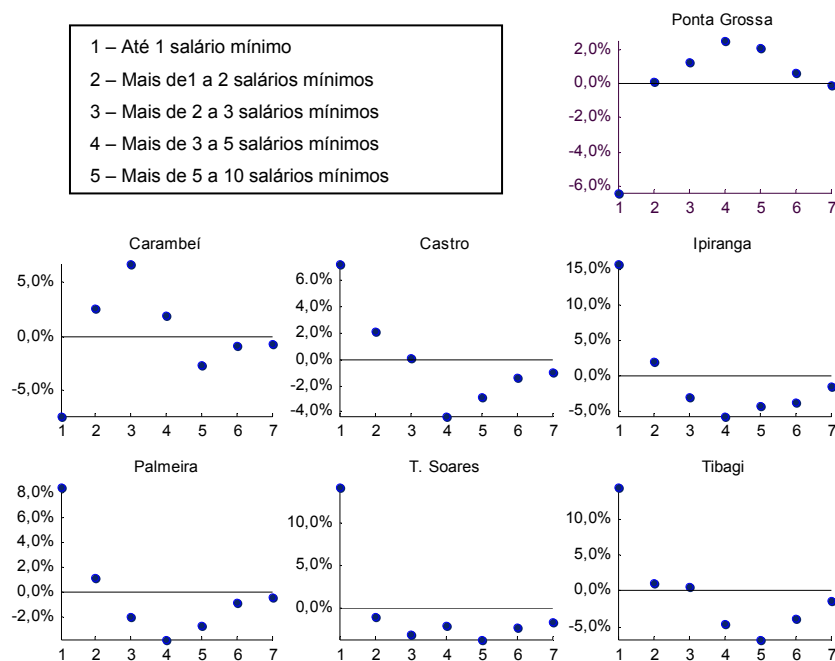 Ponta Grossa
1 – Até 1 salário mínimo
2 – Mais de1 a 2 salários mínimos
3 – Mais de 2 a 3 salários mínimos
4 – Mais de 3 a 5 salários mínimos
5 – Mais de 5 a 10 salários mínimos
2,0%
0,0%
-2,0%
-4,0%
-6,0%
1 2 3 4 5 6 7
Carambeí
5,0%
0,0%
-5,0%
1 2 3 4 5 6 7
Castro
6,0%
4,0%
2,0%
0,0%
-2,0%
-4,0%
1 2 3 4 5 6 7
Ipiranga
15,0%
10,0%
5,0%
0,0%
-5,0%
1 2 3 4 5 6 7
Palmeira
8,0%
6,0%
4,0%
2,0%
0,0%
-2,0%
1 2 3 4 5 6 7
T. Soares
10,0%
5,0%
0,0%
1 2 3 4 5 6 7
Tibagi
10,0%
5,0%
0,0%
-5,0%
1 2 3 4 5 6 7